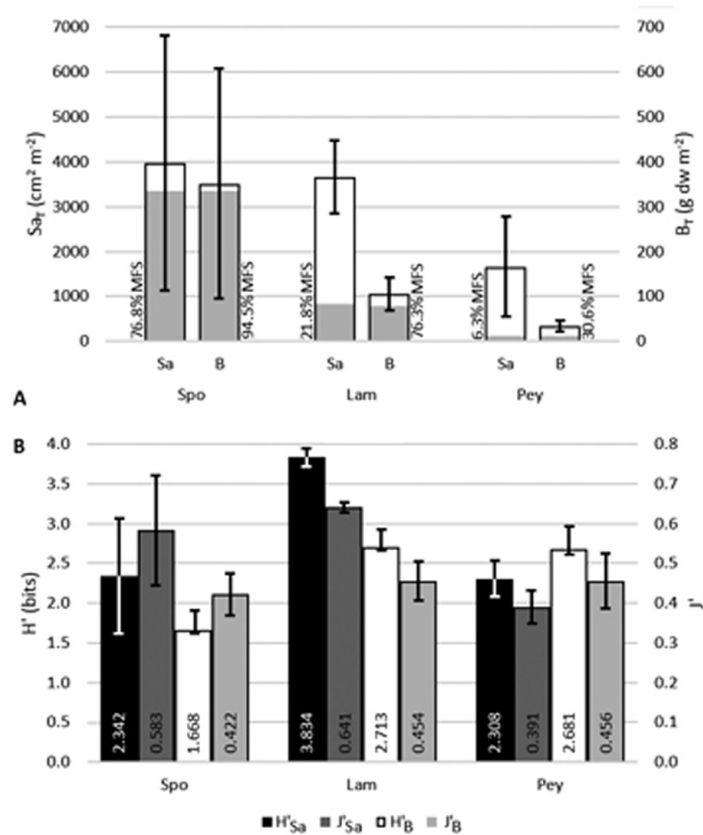 7000 700
6000 600
5000 500
4000 400
3000 300
2000 200
1000 100
0 0
Sa_T (cm² m⁻²)
B_T (g dw m⁻²)
76.8% MFS 94.5% MFS 21.8% MFS 76.3% MFS 6.3% MFS 30.6% MFS
Sa B Sa B Sa B
Spo Lam Pey
A
B
4.0 0.8
3.5 0.7
3.0 0.6
2.5 0.5
2.0 0.4
1.5 0.3
1.0 0.2
0.5 0.1
0.0 0.0
H' (bits)
J'
2.342 0.583 1.668 0.422 3.834 0.641 2.713 0.454 2.308 0.391 2.681 0.456
Spo Lam Pey
H'Sa J'Sa H'B J'B